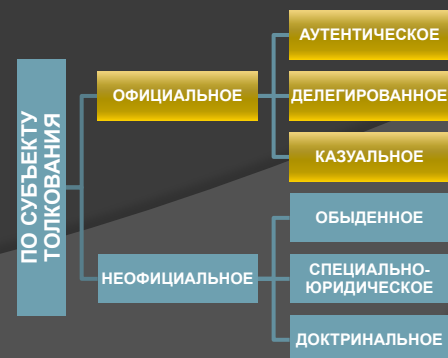 ПО СУБЪЕКТУ
ТОЛКОВАНИЯ
ОФИЦИАЛЬНОЕ
АУТЕНТИЧЕСКОЕ
ДЕЛЕГИРОВАННОЕ
КАЗУАЛЬНОЕ
НЕОФИЦИАЛЬНОЕ
ОБЫДЕННОЕ
СПЕЦИАЛЬНО-
ЮРИДИЧЕСКОЕ
ДОКТРИНАЛЬНОЕ